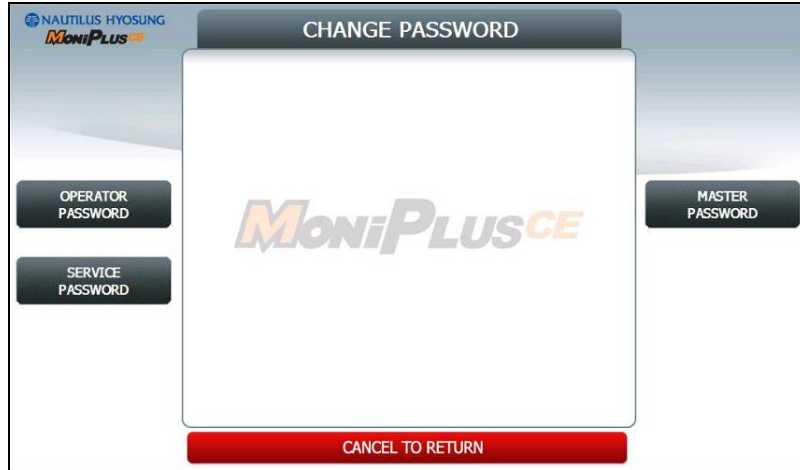 NAUTILUS HYOSUNG
MONIPLUSCE
CHANGE PASSWORD
OPERATOR
PASSWORD
MASTER
PASSWORD
MONIPLUSCE
SERVICE
PASSWORD
CANCEL TO RETURN